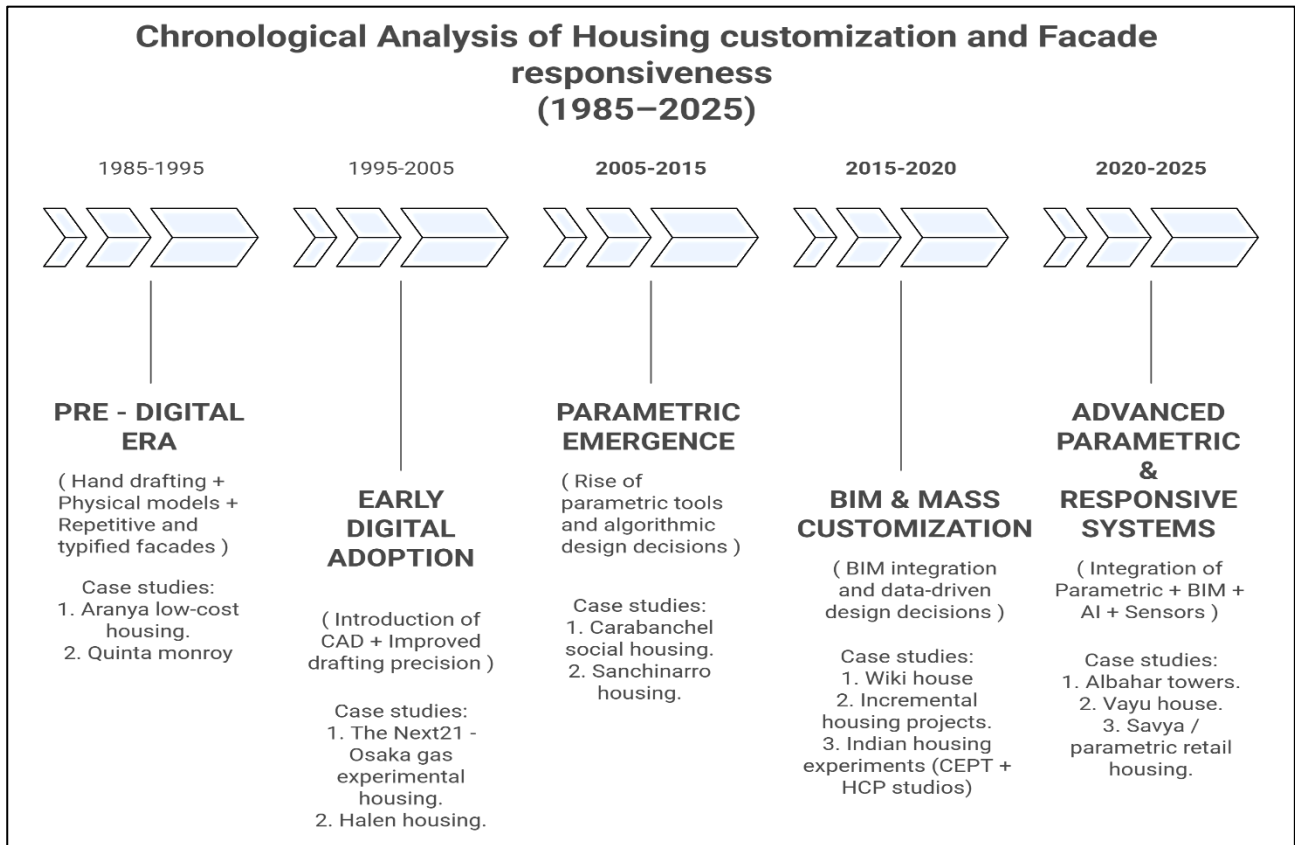 Chronological Analysis of Housing customization and Facade
responsiveness
(1985–2025)
1985-1995
1995-2005
2005-2015
2015-2020
2020-2025
PRE - DIGITAL
ERA
( Hand drafting +
Physical models +
Repetitive and
typified facades )
Case studies:
1. Aranya low-cost
housing.
2. Quinta monroy
EARLY
DIGITAL
ADOPTION
( Introduction of
CAD + Improved
drafting precision )
Case studies:
1. The Next21 -
Osaka gas
experimental
housing.
2. Halen housing.
PARAMETRIC
EMERGENCE
( Rise of
parametric tools
and algorithmic
design decisions )
Case studies:
1. Carabanchel
social housing.
2. Sanchinarro
housing.
BIM & MASS
CUSTOMIZATION
( BIM integration
and data-driven
design decisions )
Case studies:
1. Wiki house
2. Incremental
housing projects.
3. Indian housing
experiments (CEPT +
HCP studios)
ADVANCED
PARAMETRIC
&
RESPONSIVE
SYSTEMS
( Integration of
Parametric + BIM +
AI + Sensors )
Case studies:
1. Albahar towers.
2. Vayu house.
3. Savya /
parametric retail
housing.